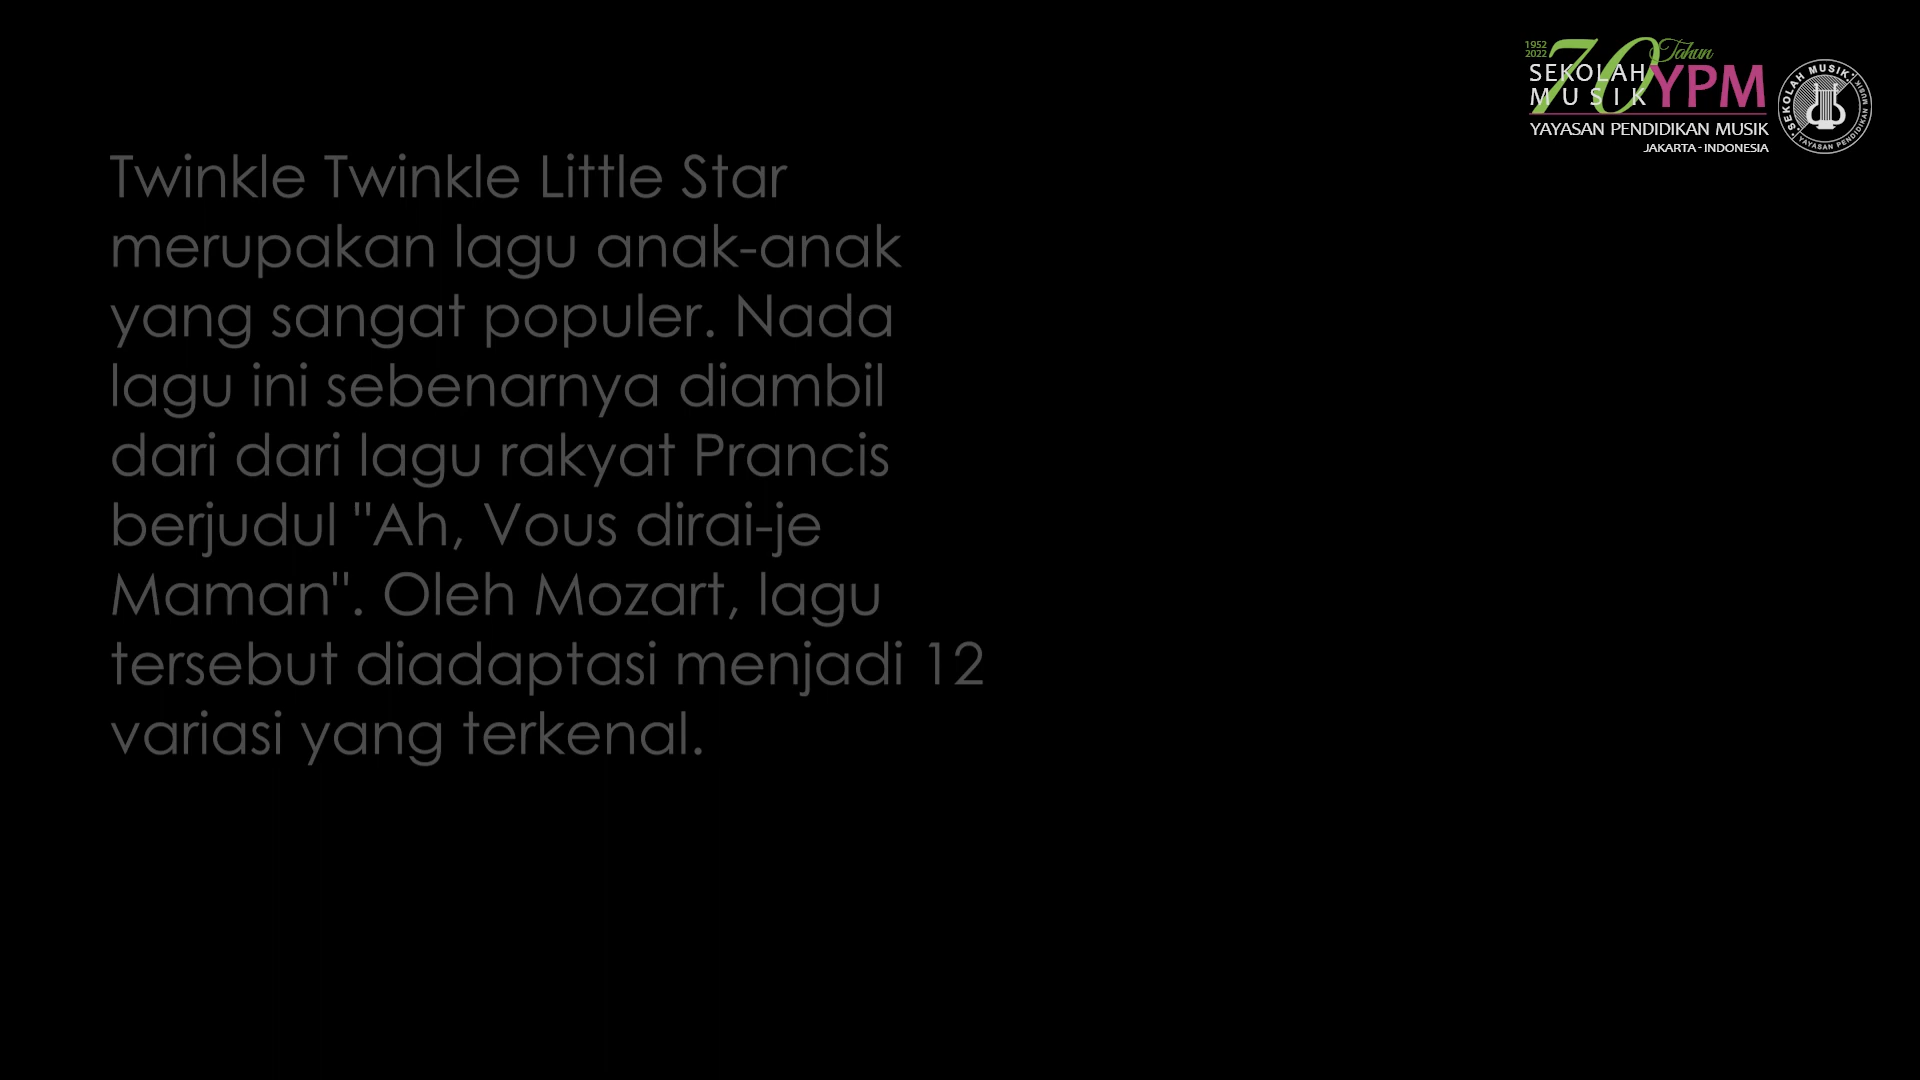 1952
2022
70 Tahun
SEKOLAH
MUSIK
YPM
YAYASAN PENDIDIKAN MUSIK
JAKARTA - INDONESIA
SEKOLAH MUSIK
YAYASAN PENDIDIKAN MUSIK
Twinkle Twinkle Little Star
merupakan lagu anak-anak
yang sangat populer. Nada
lagu ini sebenarnya diambil
dari dari lagu rakyat Prancis
berjudul "Ah, Vous dirai-je
Maman". Oleh Mozart, lagu
tersebut diadaptasi menjadi 12
variasi yang terkenal.